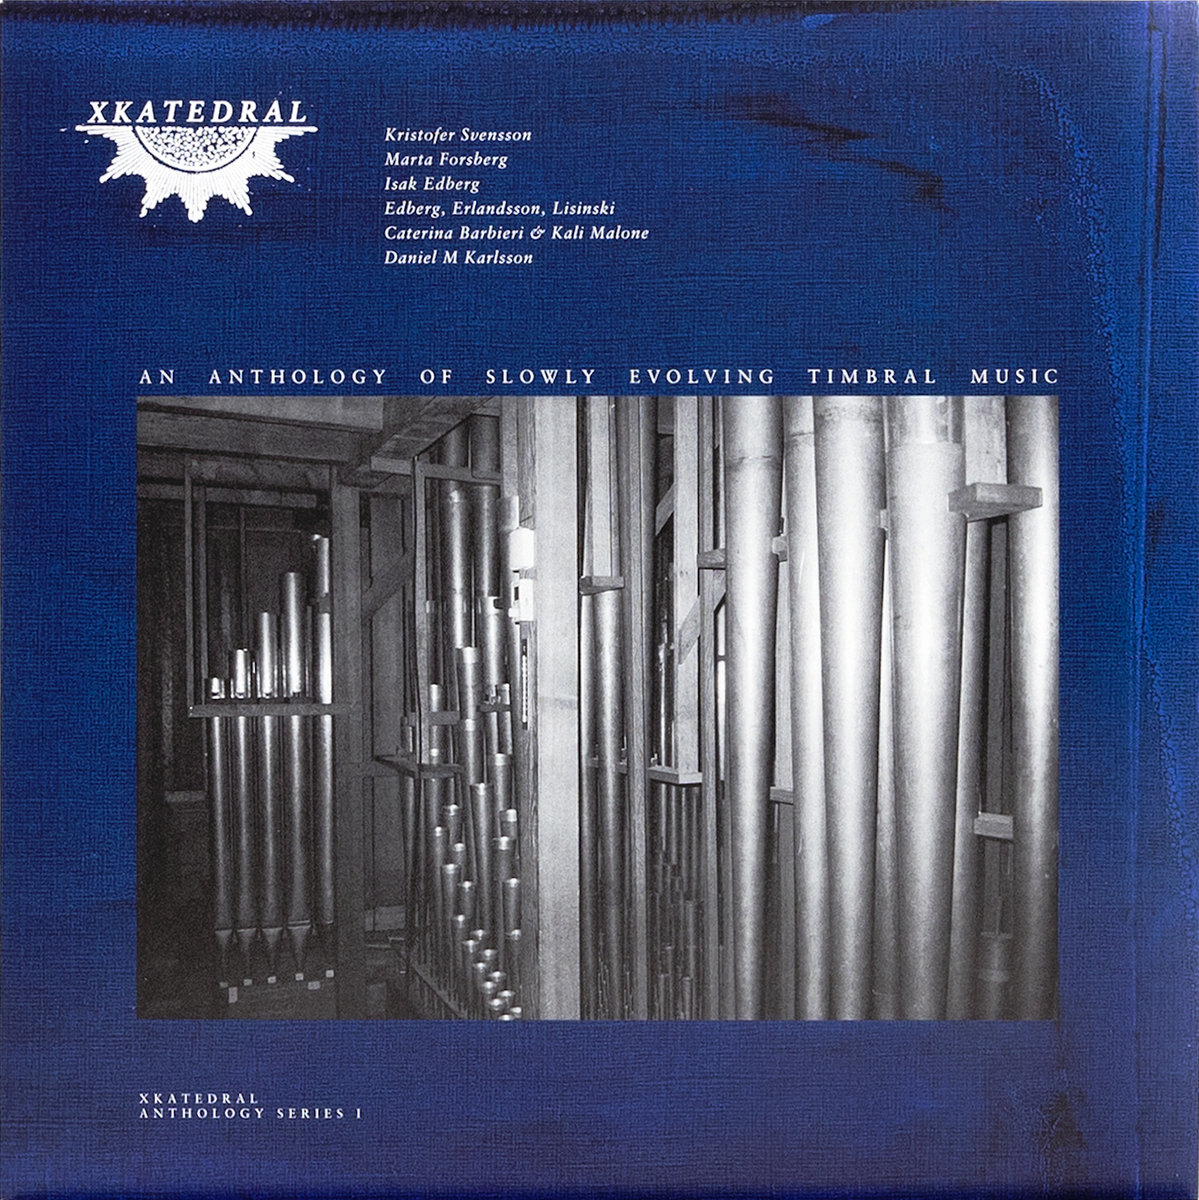 XKATEDRAL
Kristofer Svensson
Marta Forsberg
Isak Edberg
Edberg, Erlandsson, Lisinski
Caterina Barbieri & Kali Malone
Daniel M Karlsson
AN ANTHOLOGY OF SLOWLY EVOLVING TIMBRAL MUSIC
XKATEDRAL
ANTHOLOGY SERIES I